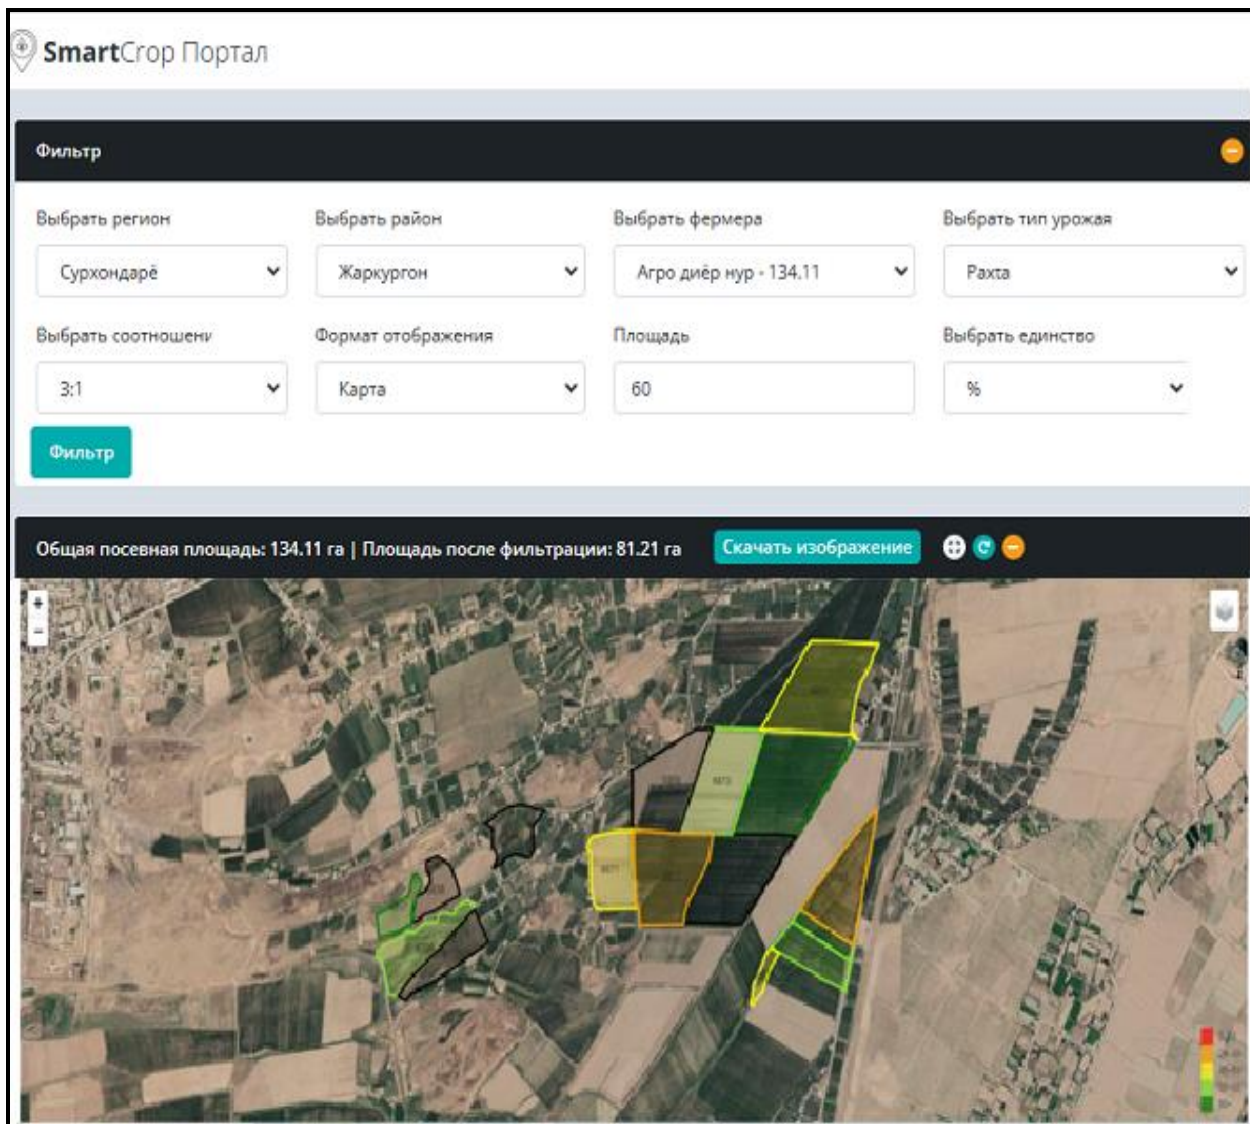 SmartCrop Портал
Фильтр
Выбрать регион Выбрать район Выбрать фермера Выбрать тип урожая
Сурхондарё Жаркургон Агро диёр нур - 134.11 Paxta
Выбрать соотношени Формат отображения Площадь Выбрать единство
3:1 Карта 60 %
Фильтр
Общая посевная площадь: 134.11 га | Площадь после фильтрации: 81.21 га Скачать изображение
+
-